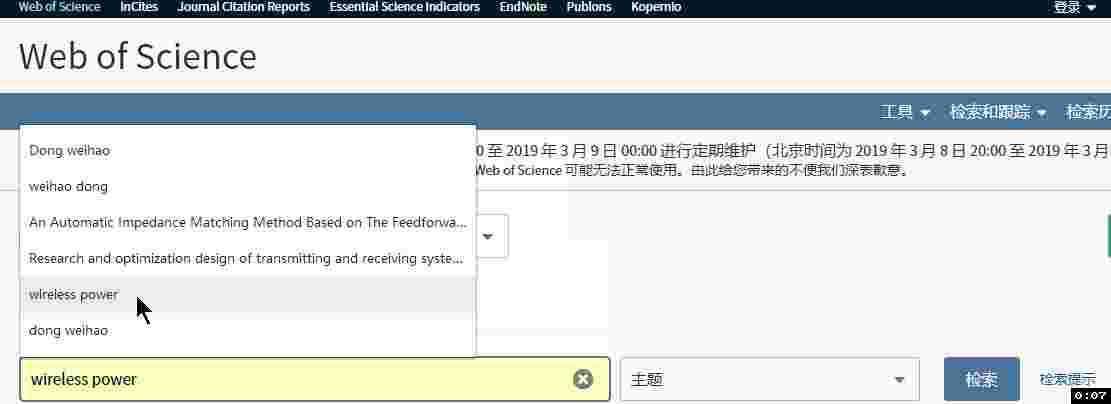 Web of Science InCites Journal Citation Reports Essential Science Indicators EndNote Publons Kopernio 登录
Web of Science
工具 检索和跟踪 检索历
Dong weihao
0 至 2019 年 3 月 9 日 00:00 进行定期维护（北京时间为 2019 年 3 月 8 日 20:00 至 2019 年 3 月
Web of Science 可能无法正常使用。由此给您带来的不便我们深表歉意。
weihao dong
An Automatic Impedance Matching Method Based on The Feedforwa...
Research and optimization design of transmitting and receiving syste...
wireless power
dong weihao
wireless power 主题 检索 检索提示
0:07